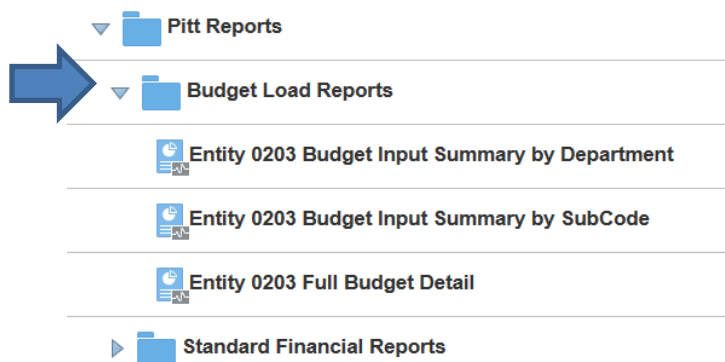 Pitt Reports
Budget Load Reports
Entity 0203 Budget Input Summary by Department
Entity 0203 Budget Input Summary by SubCode
Entity 0203 Full Budget Detail
Standard Financial Reports